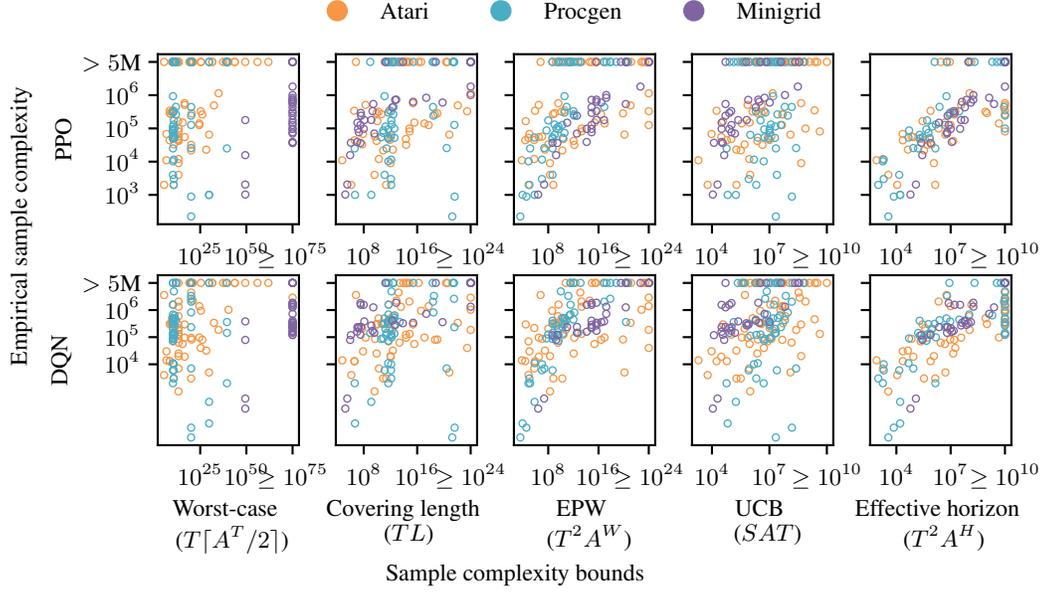 Atari Procgen Minigrid
Empirical sample complexity
PPO
> 5M
10^6
10^5
10^4
10^3
10^25 10^50 ≥ 10^75
10^8 10^16 ≥ 10^24
10^8 10^16 ≥ 10^24
10^4 10^7 ≥ 10^10
10^4 10^7 ≥ 10^10
DQN
> 5M
10^6
10^5
10^4
10^25 10^50 ≥ 10^75
10^8 10^16 ≥ 10^24
10^8 10^16 ≥ 10^24
10^4 10^7 ≥ 10^10
10^4 10^7 ≥ 10^10
Worst-case Covering length EPW UCB Effective horizon
(T⌈A^T/2⌉) (TL) (T^2A^W) (SAT) (T^2A^H)
Sample complexity bounds